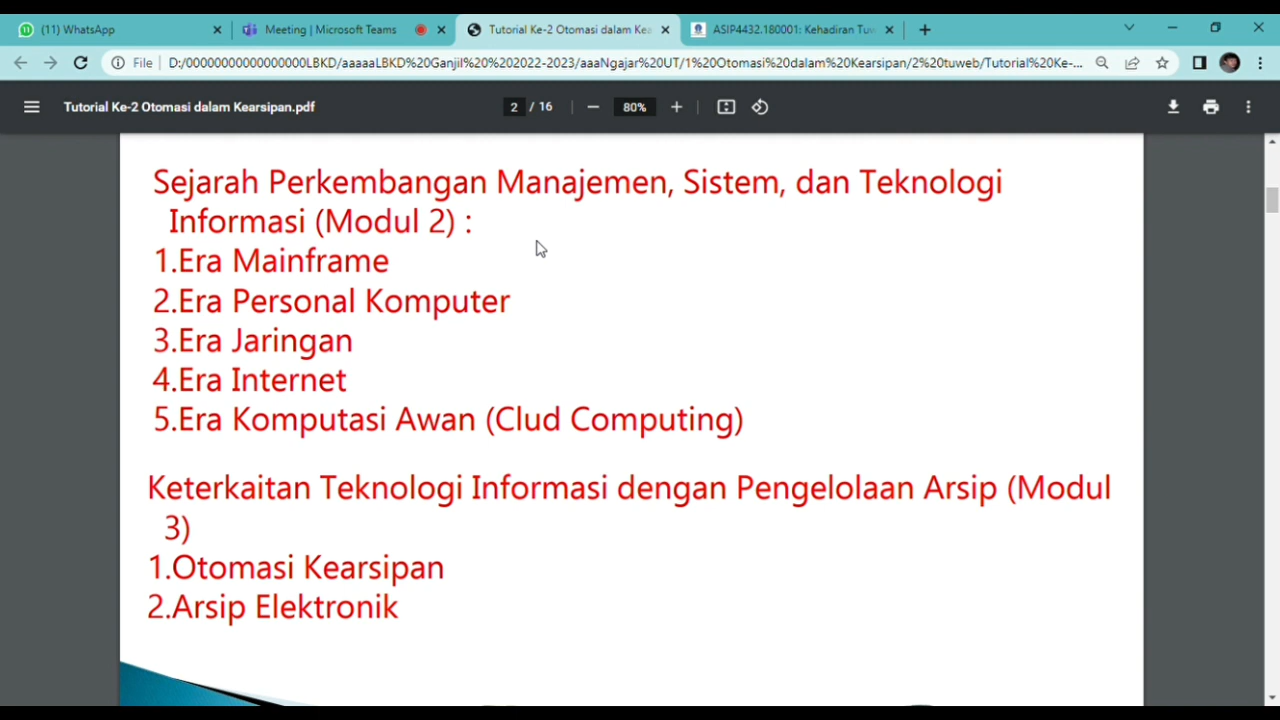 (11) WhatsApp
Meeting | Microsoft Teams
Tutorial Ke-2 Otomasi dalam Kea
ASIP4432.180001: Kehadiran Tu
File
D:/00000000000000000LBKD/aaaaaLBKD%20Ganjil%20%202022-2023/aaaNgajar%20UT/1%20Otomasi%20dalam%20Kearsipan/2%20tuweb/Tutorial%20Ke-...
Tutorial Ke-2 Otomasi dalam Kearsipan.pdf
2 / 16
80%
Sejarah Perkembangan Manajemen, Sistem, dan Teknologi
Informasi (Modul 2) :
1.Era Mainframe
2.Era Personal Komputer
3.Era Jaringan
4.Era Internet
5.Era Komputasi Awan (Clud Computing)
Keterkaitan Teknologi Informasi dengan Pengelolaan Arsip (Modul
3)
1.Otomasi Kearsipan
2.Arsip Elektronik